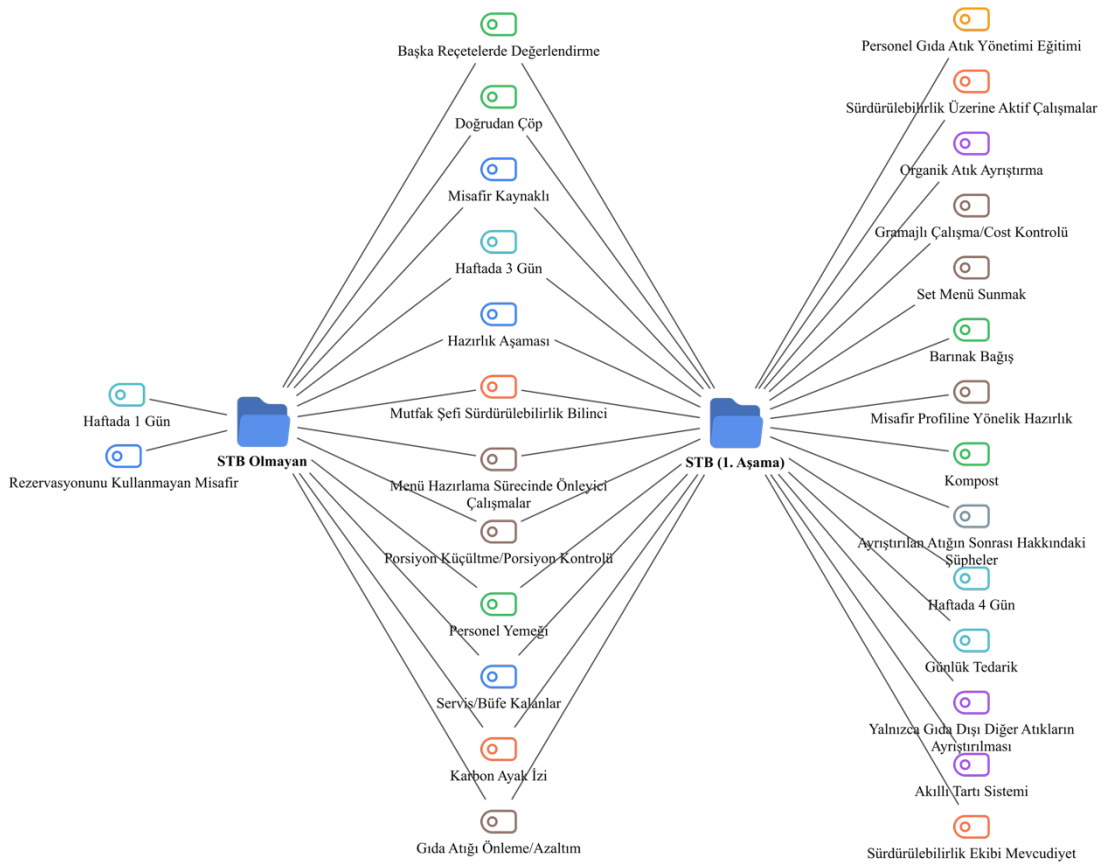 Başka Reçetelerde Değerlendirme
Doğrudan Çöp
Misafir Kaynaklı
Haftada 3 Gün
Hazırlık Aşaması
Mutfak Şefi Sürdürülebilirlik Bilinci
Menü Hazırlama Sürecinde Önleyici
Çalışmalar
Porsiyon Küçültme/Porsiyon Kontrolü
Personel Yemeği
Servis/Büfe Kalanlar
Karbon Ayak İzi
Gıda Atığı Önleme/Azaltım
Haftada 1 Gün
Rezervasyonunu Kullanmayan Misafir
STB Olmayan
STB (1. Aşama)
Personel Gıda Atık Yönetimi Eğitimi
Sürdürülebilirlik Üzerine Aktif Çalışmalar
Organik Atık Ayrıştırma
Gramajlı Çalışma/Cost Kontrolü
Set Menü Sunmak
Barınak Bağış
Misafir Profiline Yönelik Hazırlık
Kompost
Ayrıştırılan Atığın Sonrası Hakkındaki
Şüpheler
Haftada 4 Gün
Günlük Tedarik
Yalnızca Gıda Dışı Diğer Atıkların
Ayrıştırılması
Akıllı Tartı Sistemi
Sürdürülebilirlik Ekibi Mevcudiyet